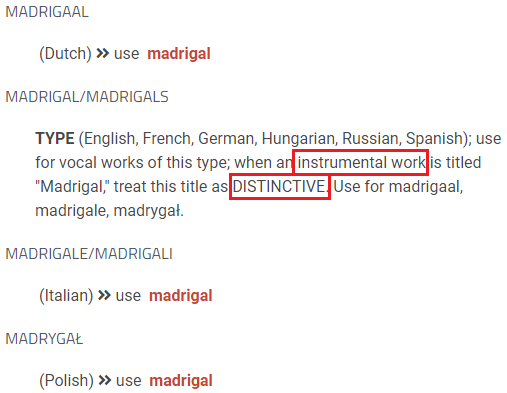 MADRIGAAL
(Dutch) » use madrigal
MADRIGAL/MADRIGALS
TYPE (English, French, German, Hungarian, Russian, Spanish); use
for vocal works of this type; when an instrumental work is titled
"Madrigal," treat this title as DISTINCTIVE. Use for madrigaal,
madrigale, madrygał.
MADRIGALE/MADRIGALI
(Italian) » use madrigal
MADRYGAŁ
(Polish) » use madrigal